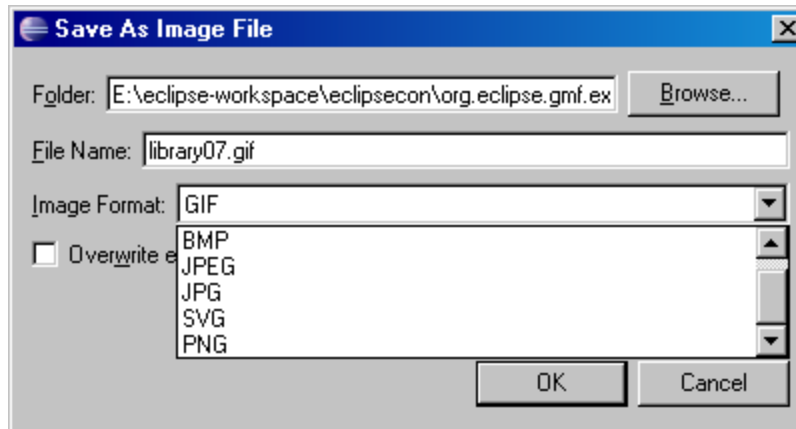 Save As Image File
Folder: E:\eclipse-workspace\eclipsecon\org.eclipse.gmf.ex Browse...
File Name: library07.gif
Image Format: GIF
BMP
Overwrite e
JPEG
JPG
SVG
PNG
OK Cancel